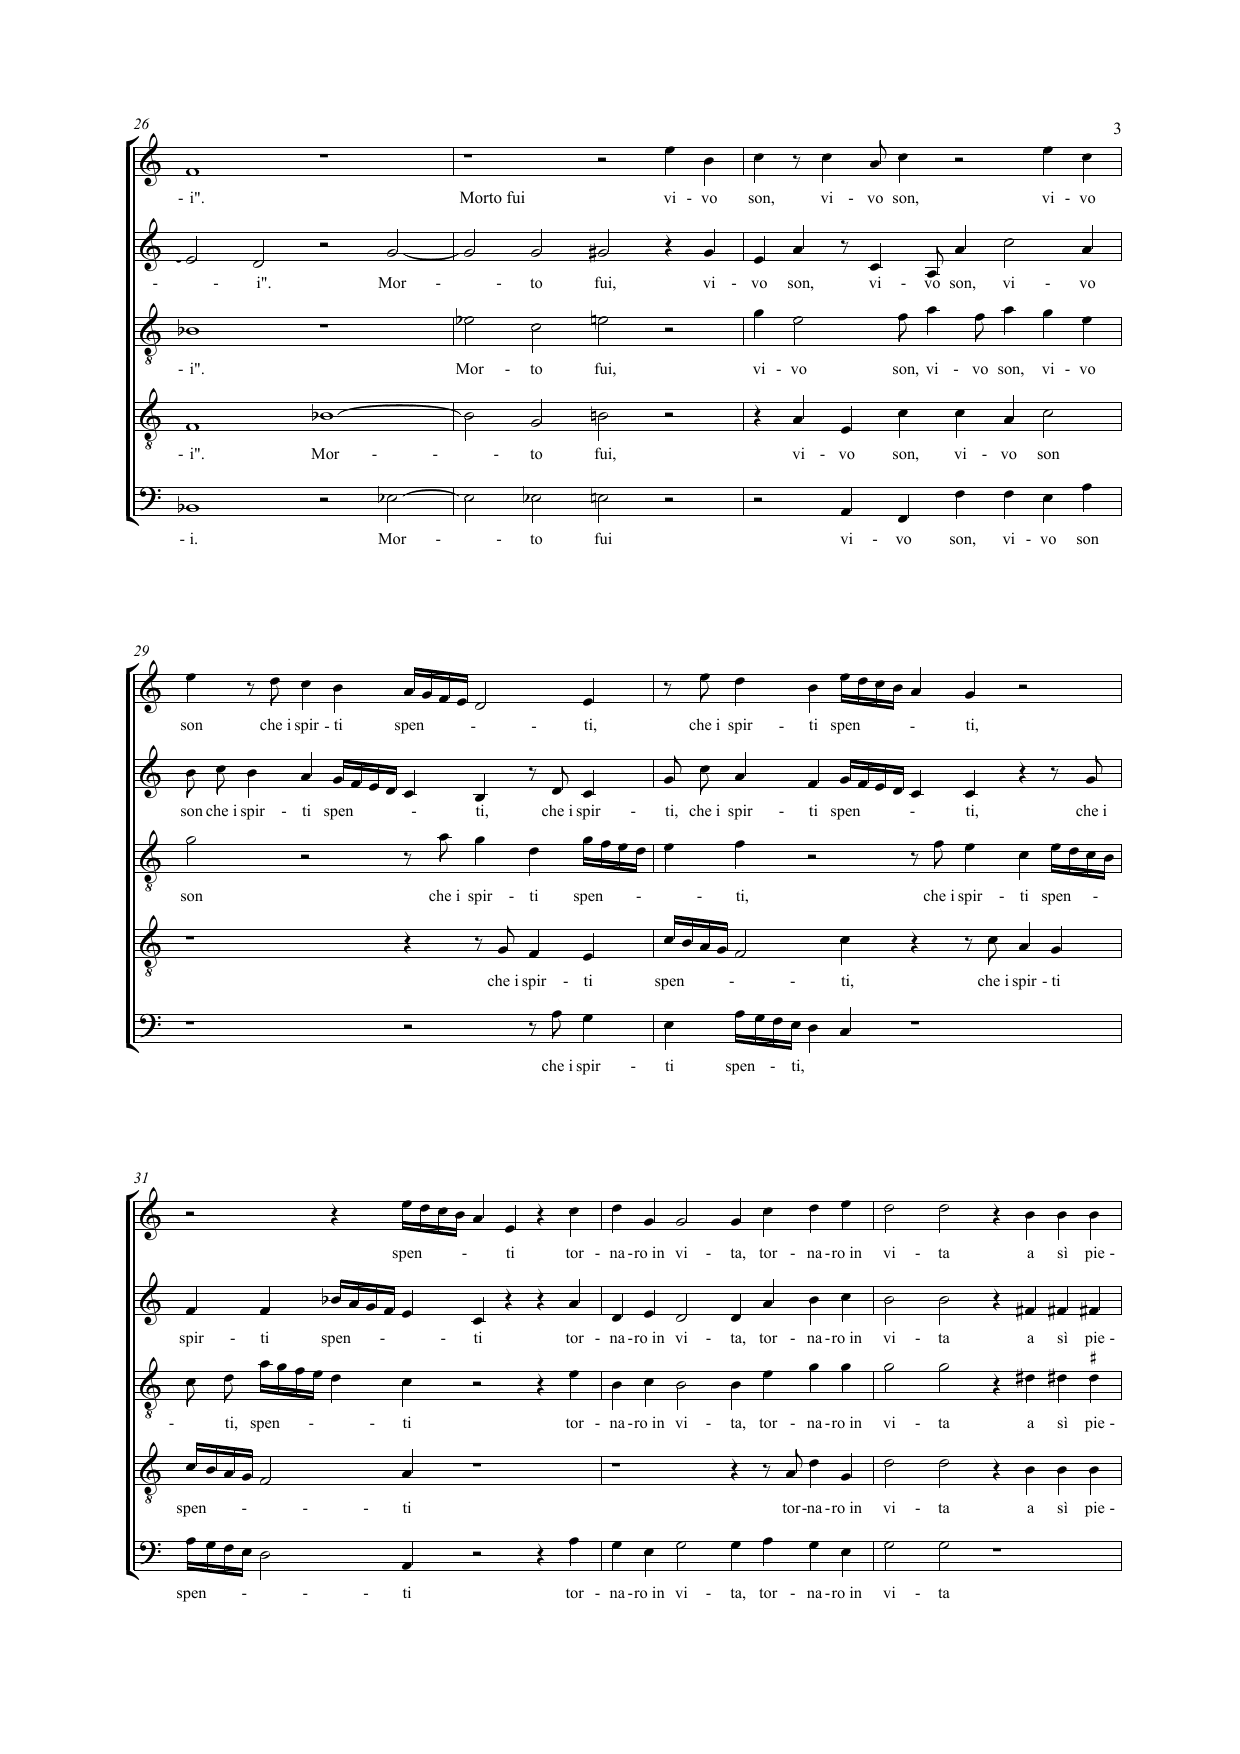 26
3
- i". Morto fui vi - vo son, vi - vo son, vi - vo
- - i". Mor - - to fui, vi - vo son, vi - vo son, vi - vo
- i". Mor - to fui, vi - vo son, vi - vo son, vi - vo
- i". Mor - - - to fui, vi - vo son, vi - vo son
- i. Mor - - to fui vi - vo son, vi - vo son
29
son che i spir - ti spen - - - ti, che i spir - ti spen - - ti,
son che i spir - ti spen - - ti, che i spir - ti, che i spir - ti spen - - ti, che i
son che i spir - ti spen - - ti, che i spir - ti spen -
che i spir - ti spen - - - ti, che i spir - ti
che i spir - ti spen - ti,
31
spen - - ti tor - na - ro in vi - ta, tor - na - ro in vi - ta a sì pie -
spir - ti spen - - - ti tor - na - ro in vi - ta, tor - na - ro in vi - ta a sì pie -
- ti, spen - - - ti tor - na - ro in vi - ta, tor - na - ro in vi - ta a sì pie -
spen - - - ti tor - na - ro in vi - ta a sì pie -
spen - - - ti tor - na - ro in vi - ta, tor - na - ro in vi - ta